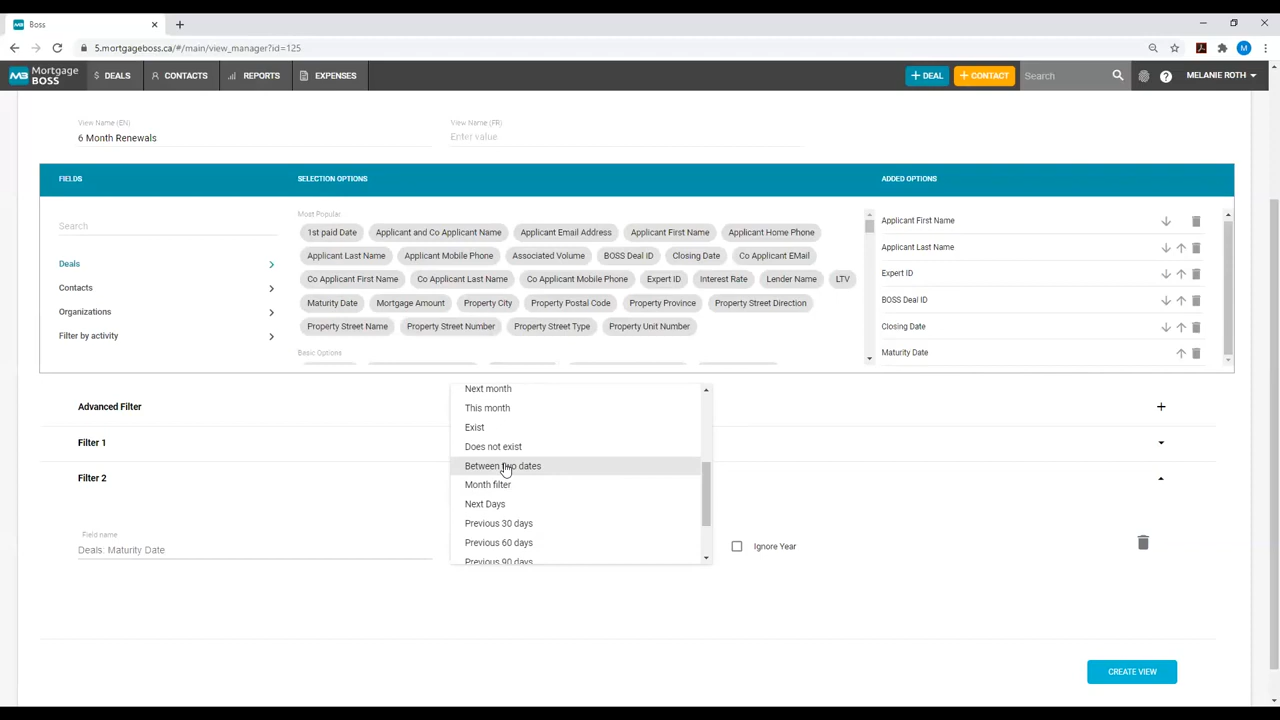 Boss
5.mortgageboss.ca/#/main/view_manager?id=125
M
MB Mortgage BOSS
$ DEALS
CONTACTS
REPORTS
EXPENSES
+ DEAL
+ CONTACT
Search
?
MELANIE ROTH
View Name (EN)
6 Month Renewals
View Name (FR)
Enter value
FIELDS
SELECTION OPTIONS
ADDED OPTIONS
Search
Deals
Contacts
Organizations
Filter by activity
Most Popular
1st paid Date Applicant and Co Applicant Name Applicant Email Address Applicant First Name Applicant Home Phone
Applicant Last Name Applicant Mobile Phone Associated Volume BOSS Deal ID Closing Date Co Applicant EMail
Co Applicant First Name Co Applicant Last Name Co Applicant Mobile Phone Expert ID Interest Rate Lender Name LTV
Maturity Date Mortgage Amount Property City Property Postal Code Property Province Property Street Direction
Property Street Name Property Street Number Property Street Type Property Unit Number
Basic Options
Applicant First Name
Applicant Last Name
Expert ID
BOSS Deal ID
Closing Date
Maturity Date
Advanced Filter
Filter 1
Filter 2
Field name
Deals: Maturity Date
Next month
This month
Exist
Does not exist
Between two dates
Month filter
Next Days
Previous 30 days
Previous 60 days
Previous 90 days
Ignore Year
CREATE VIEW